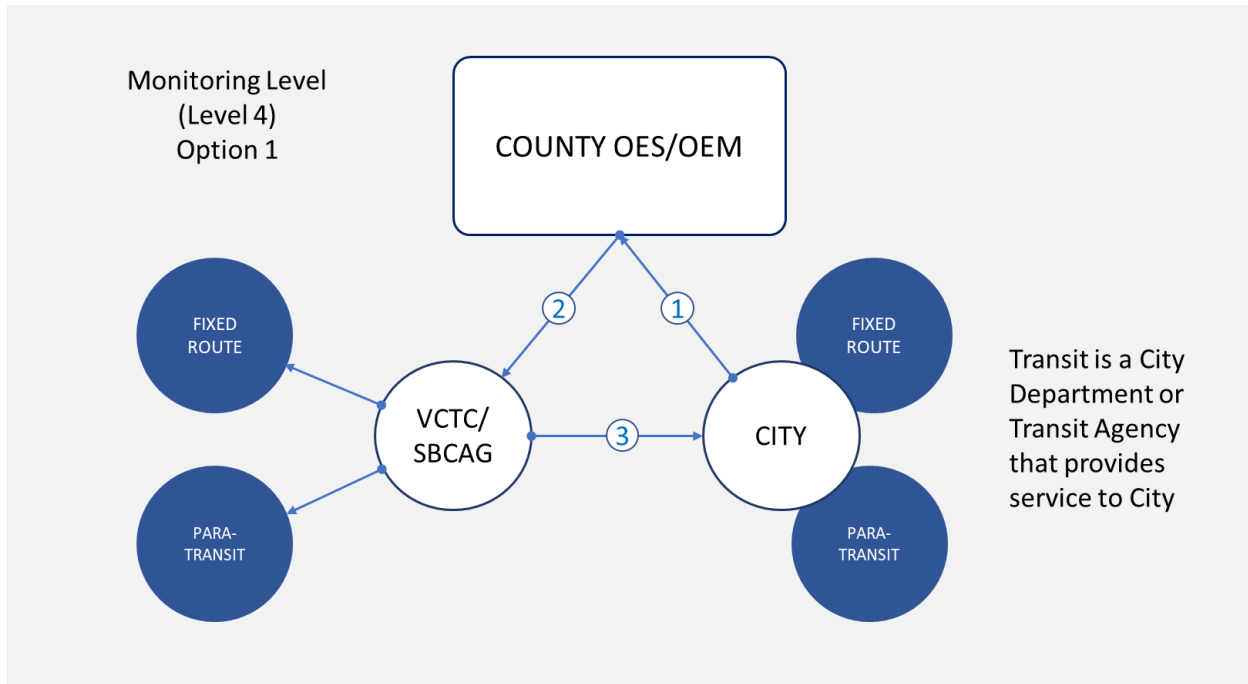 Monitoring Level
(Level 4)
Option 1
COUNTY OES/OEM
2
1
FIXED
ROUTE
FIXED
ROUTE
VCTC/
SBCAG
3
CITY
Transit is a City
Department or
Transit Agency
that provides
service to City
PARA-
TRANSIT
PARA-
TRANSIT